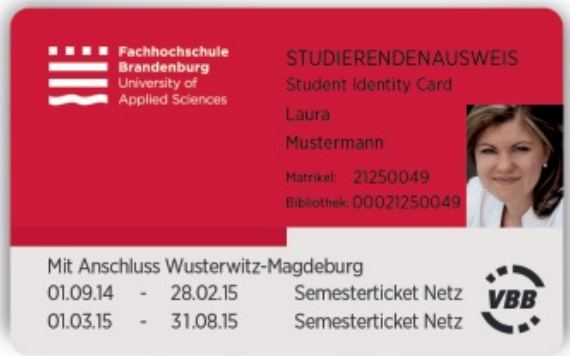 Fachhochschule
Brandenburg
University of
Applied Sciences
STUDIERENDENAUSWEIS
Student Identity Card
Laura
Mustermann
Matrikel: 21250049
Bibliothek: 00021250049
Mit Anschluss Wusterwitz-Magdeburg
01.09.14 - 28.02.15 Semesterticket Netz
01.03.15 - 31.08.15 Semesterticket Netz
VBB